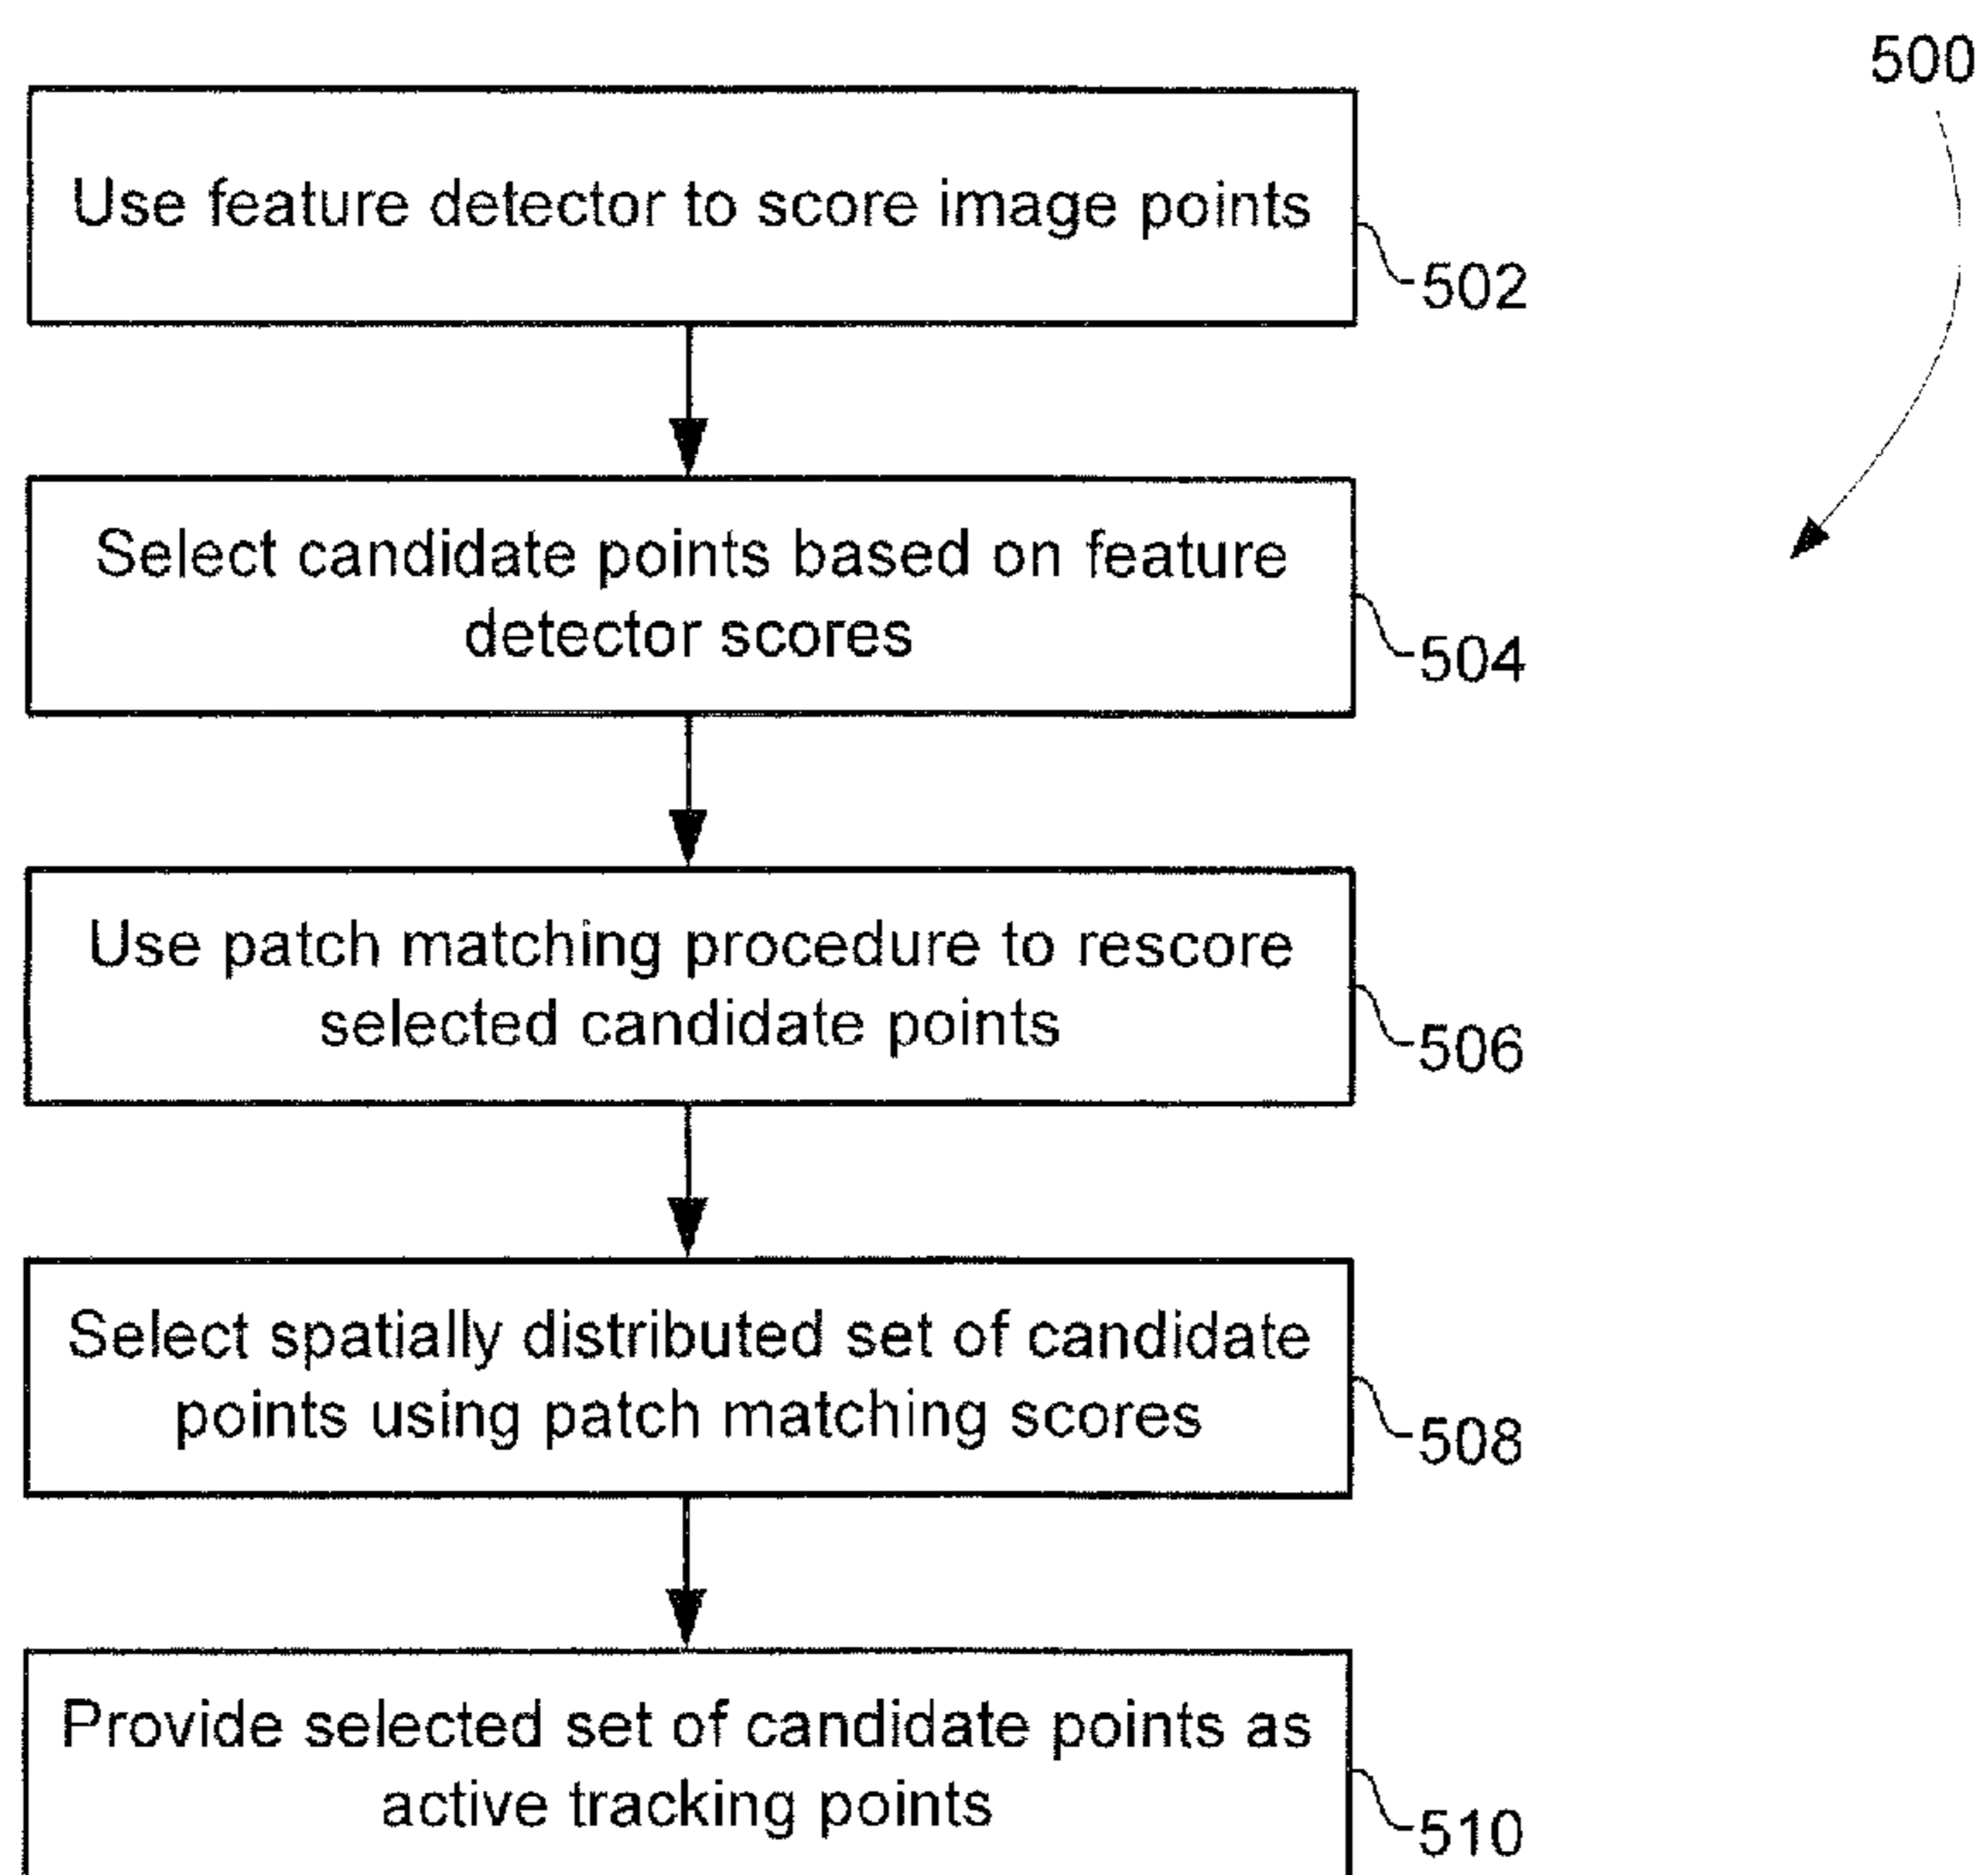 500
Use feature detector to score image points
502
Select candidate points based on feature
detector scores
504
Use patch matching procedure to rescore
selected candidate points
506
Select spatially distributed set of candidate
points using patch matching scores
508
Provide selected set of candidate points as
active tracking points
510